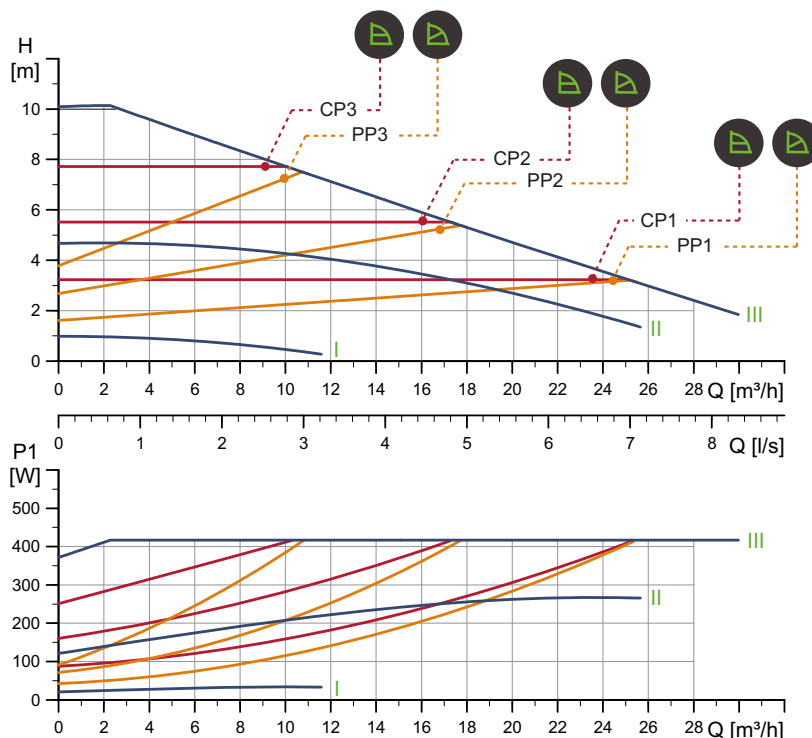 H
[m]
10
8
6
4
2
0
CP3
PP3
CP2
PP2
CP1
PP1
I
II
III
0 2 4 6 8 10 12 14 16 18 20 22 24 26 28 Q [m³/h]
0 1 2 3 4 5 6 7 8 Q [l/s]
P1
[W]
500
400
300
200
100
0
III
II
I
0 2 4 6 8 10 12 14 16 18 20 22 24 26 28 Q [m³/h]